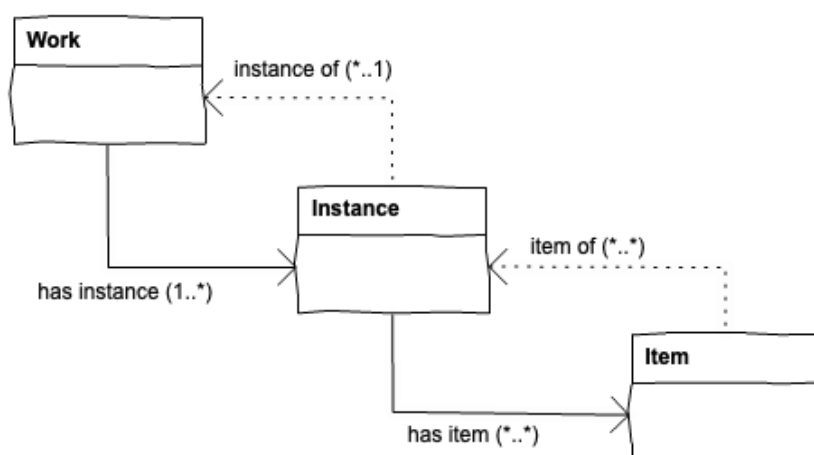 Work
instance of (*..1)
Instance
has instance (1..*)
item of (*..*)
Item
has item (*..*)